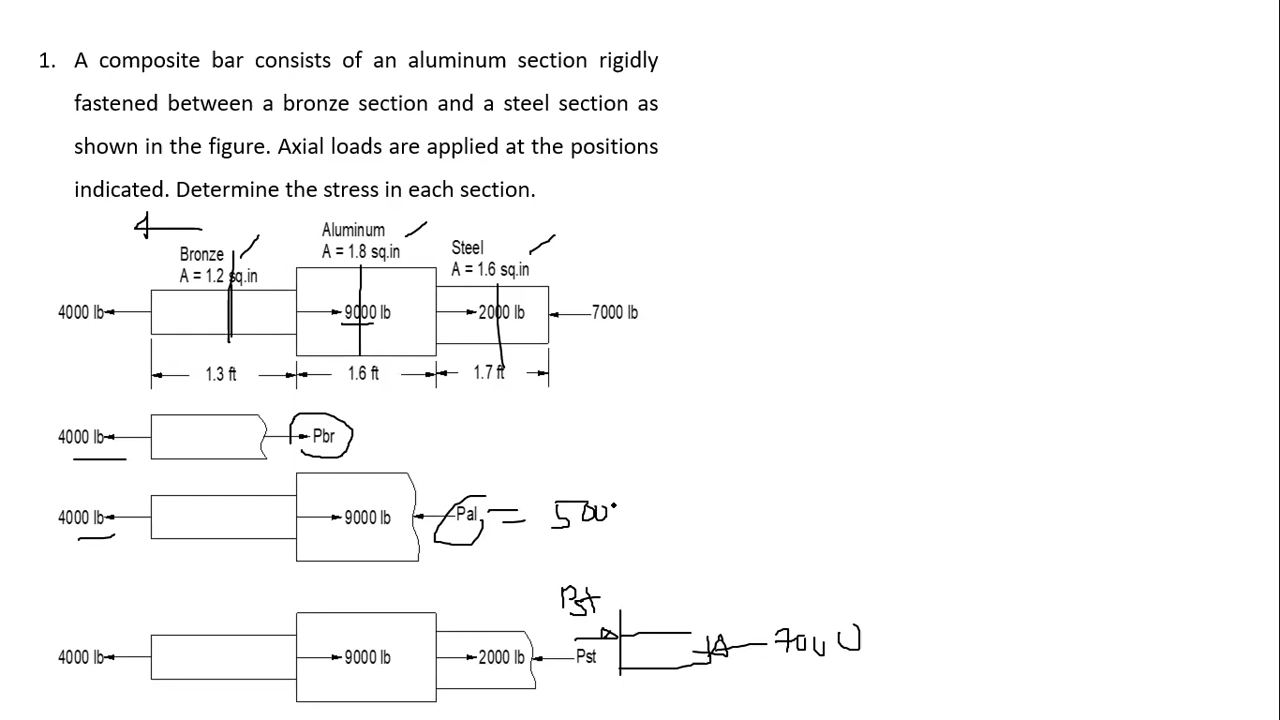 1. A composite bar consists of an aluminum section rigidly
fastened between a bronze section and a steel section as
shown in the figure. Axial loads are applied at the positions
indicated. Determine the stress in each section.
Aluminum
A = 1.8 sq.in
Steel
A = 1.6 sq.in
Bronze
A = 1.2 sq.in
4000 lb 9000 lb 2000 lb 7000 lb
1.3 ft 1.6 ft 1.7 ft
4000 lb Pbr
4000 lb 9000 lb Pal = 500
Pst
4000 lb 9000 lb 2000 lb Pst 7000